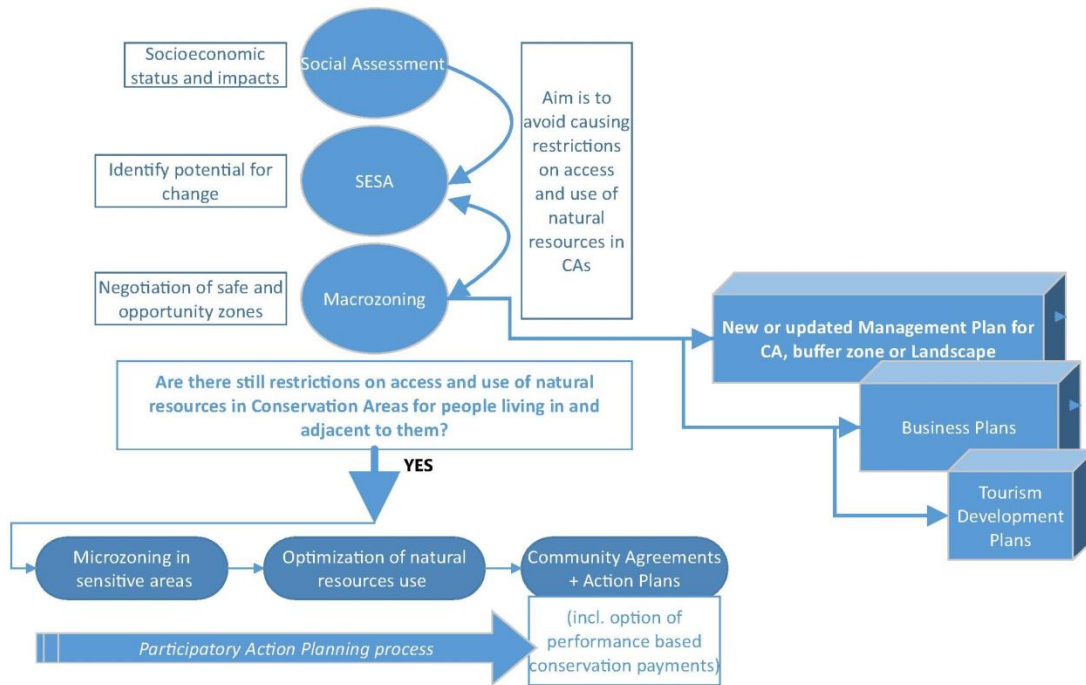 Socioeconomic
status and impacts
Social Assessment
Aim is to
avoid causing
restrictions
on access
and use of
natural
resources in
CAs
Identify potential for
change
SESA
Negotiation of safe and
opportunity zones
Macrozoning
New or updated Management Plan for
CA, buffer zone or Landscape
Business Plans
Tourism
Development
Plans
Are there still restrictions on access and use of natural
resources in Conservation Areas for people living in and
adjacent to them?
YES
Microzoning in
sensitive areas
Optimization of natural
resources use
Community Agreements
+ Action Plans
(incl. option of
performance based
conservation payments)
Participatory Action Planning process